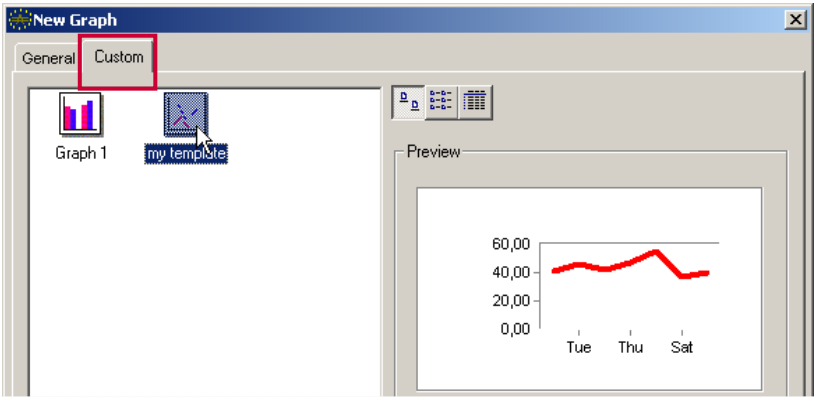 New Graph
General Custom
Graph 1
my template
Preview
60,00
40,00
20,00
0,00
Tue Thu Sat